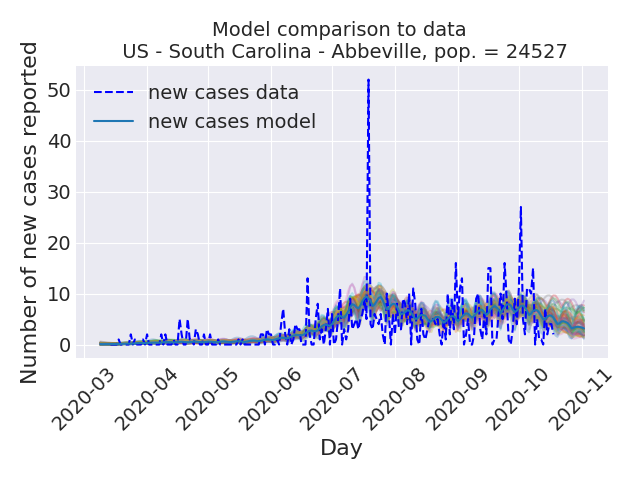 Model comparison to data
US - South Carolina - Abbeville, pop. = 24527
Number of new cases reported
50
40
30
20
10
0
new cases data
new cases model
2020-03
2020-04
2020-05
2020-06
2020-07
2020-08
2020-09
2020-10
2020-11
Day